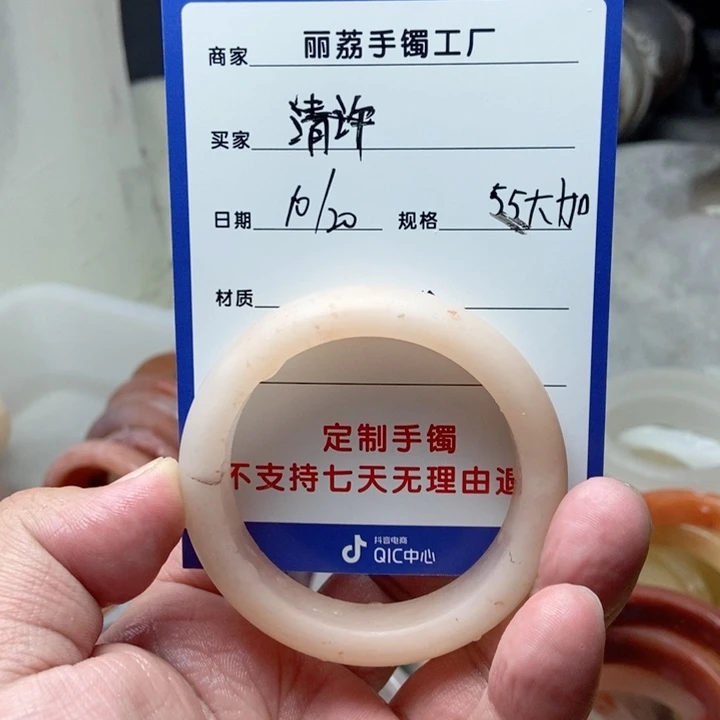 商家 丽荔手镯工厂
买家 清许
日期 10/20 规格 55大加
材质
定制手镯
不支持七天无理由退
抖音电商
QIC中心